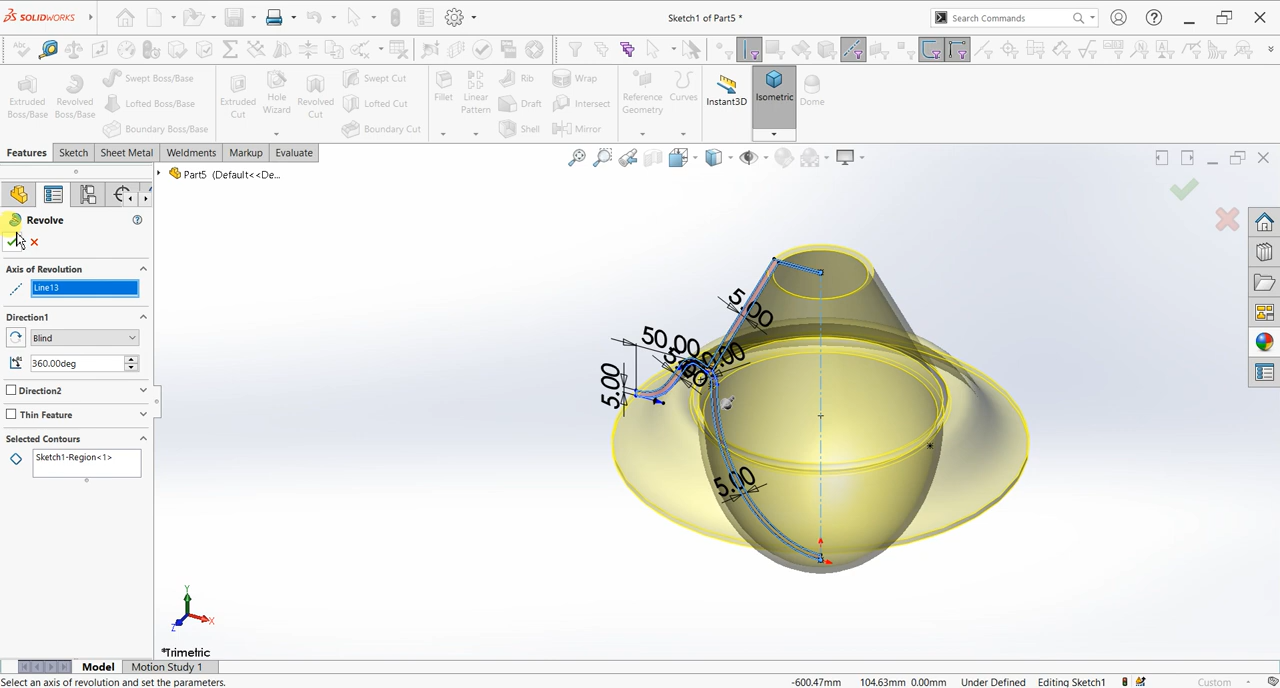 SOLIDWORKS
Sketch1 of Part5 *
Search Commands
Extruded Boss/Base
Revolved Boss/Base
Swept Boss/Base
Lofted Boss/Base
Boundary Boss/Base
Extruded Cut
Hole Wizard
Revolved Cut
Swept Cut
Lofted Cut
Boundary Cut
Fillet
Linear Pattern
Rib
Draft
Shell
Wrap
Intersect
Mirror
Reference Geometry
Curves
Instant3D
Isometric
Dome
Features
Sketch
Sheet Metal
Weldments
Markup
Evaluate
Part5 (Default<<De...
Revolve
Axis of Revolution
Line13
Direction1
Blind
360.00deg
Direction2
Thin Feature
Selected Contours
Sketch1-Region<1>
5.00
50.00
5.00
5.00
Y
X
Z
*Trimetric
Model
Motion Study 1
Select an axis of revolution and set the parameters.
-600.47mm
104.63mm 0.00mm
Under Defined
Editing Sketch1
Custom